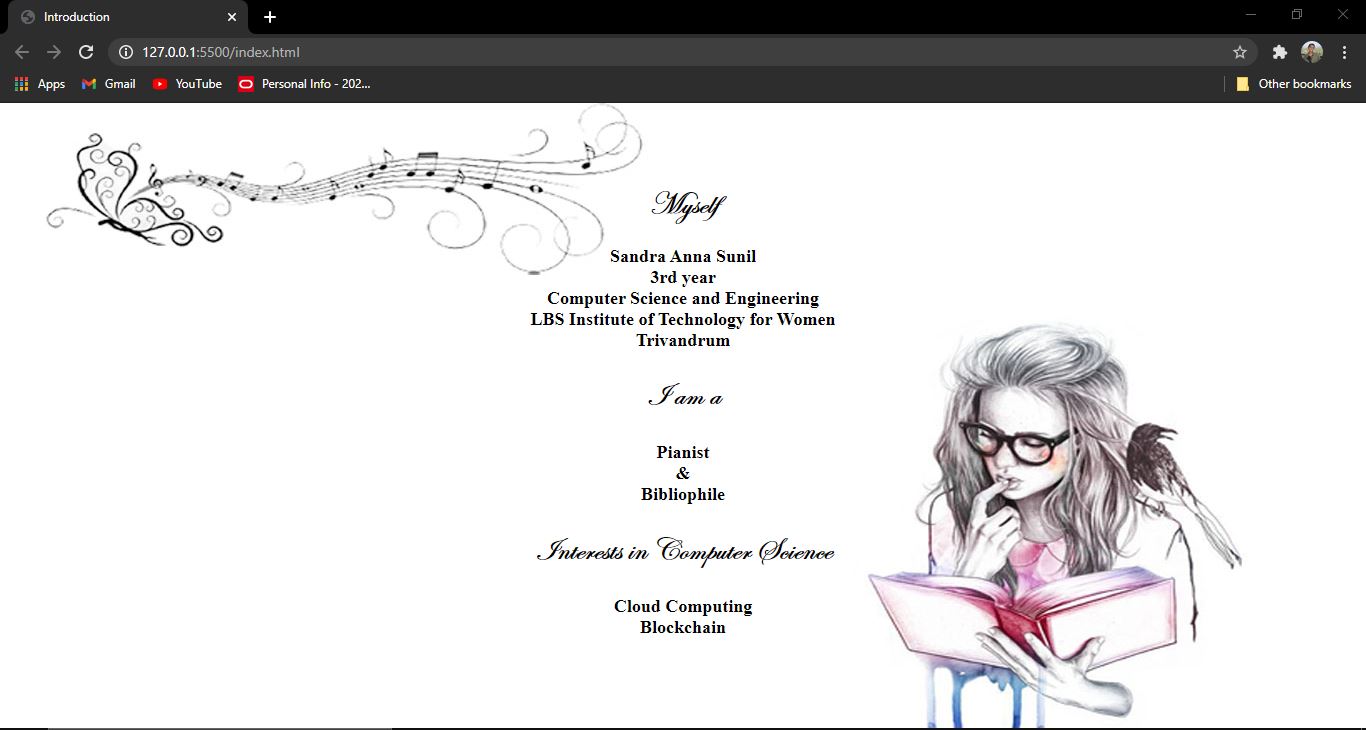 Introduction
127.0.0.1:5500/index.html
Apps Gmail YouTube Personal Info - 202... Other bookmarks
Myself
Sandra Anna Sunil
3rd year
Computer Science and Engineering
LBS Institute of Technology for Women
Trivandrum
I am a
Pianist
&
Bibliophile
Interests in Computer Science
Cloud Computing
Blockchain